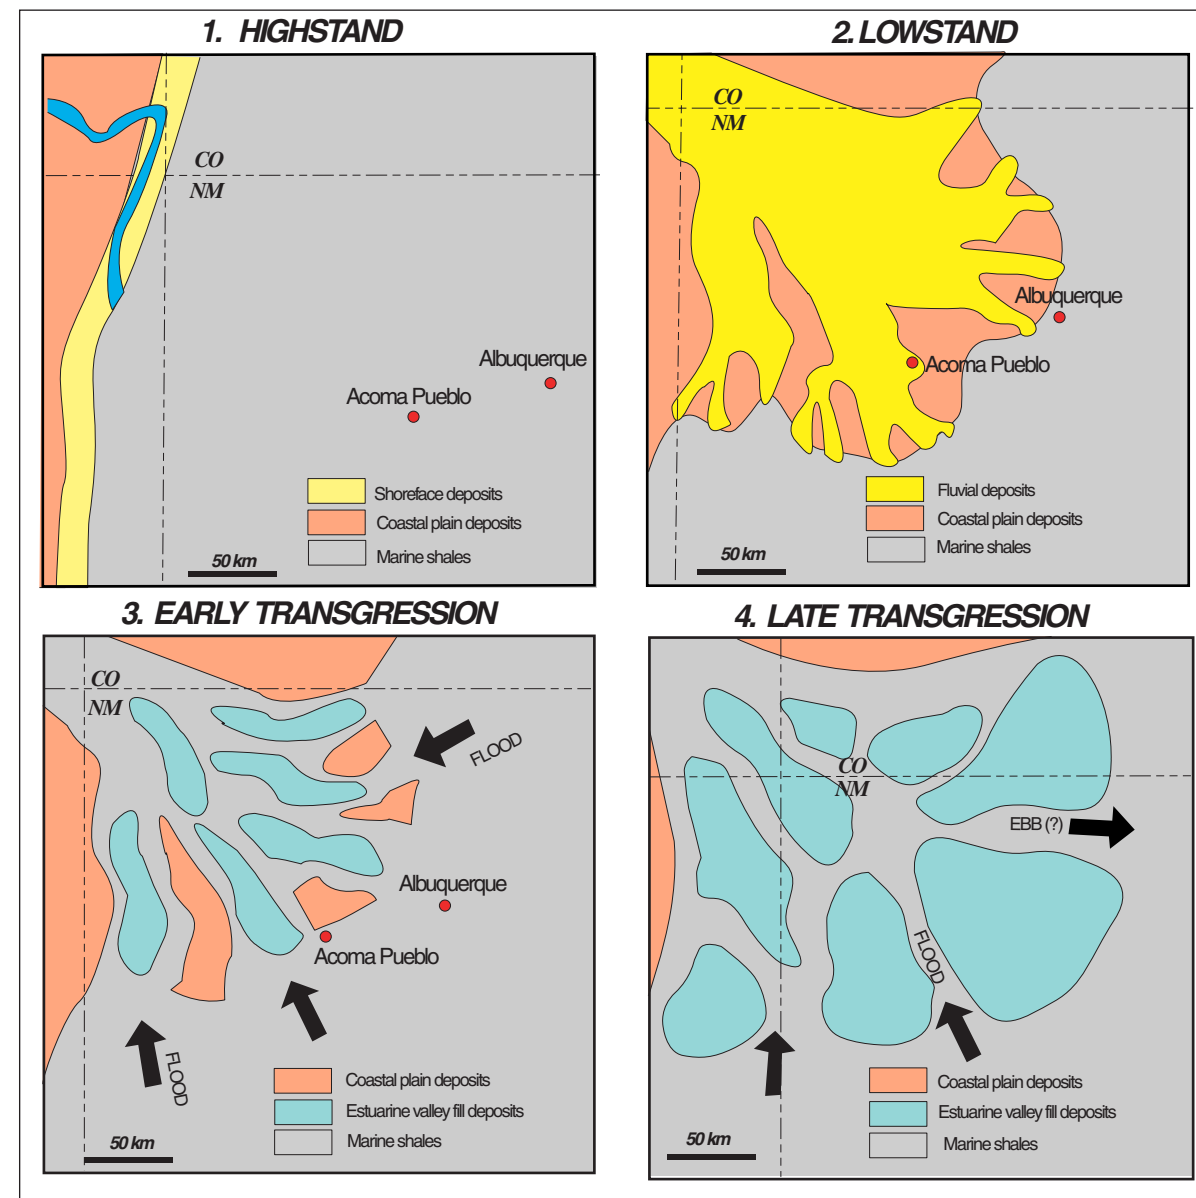 1. HIGHSTAND
CO
NM
Albuquerque
Acoma Pueblo
Shoreface deposits
Coastal plain deposits
Marine shales
50 km
2. LOWSTAND
CO
NM
Albuquerque
Acoma Pueblo
Fluvial deposits
Coastal plain deposits
Marine shales
50 km
3. EARLY TRANSGRESSION
CO
NM
FLOOD
Albuquerque
Acoma Pueblo
FLOOD
Coastal plain deposits
Estuarine valley fill deposits
Marine shales
50 km
4. LATE TRANSGRESSION
CO
NM
EBB (?)
FLOOD
Coastal plain deposits
Estuarine valley fill deposits
Marine shales
50 km